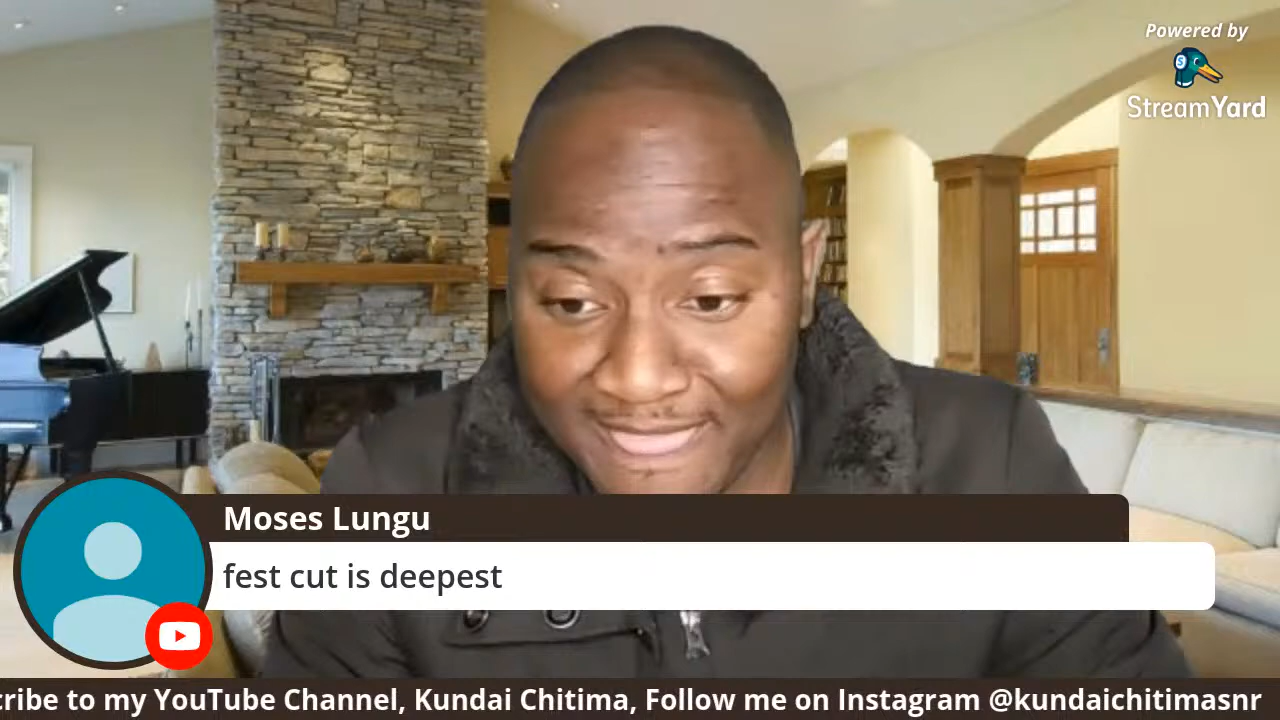 Powered by
StreamYard
Moses Lungu
fest cut is deepest
cribe to my YouTube Channel, Kundai Chitima, Follow me on Instagram @kundaichitimasnr